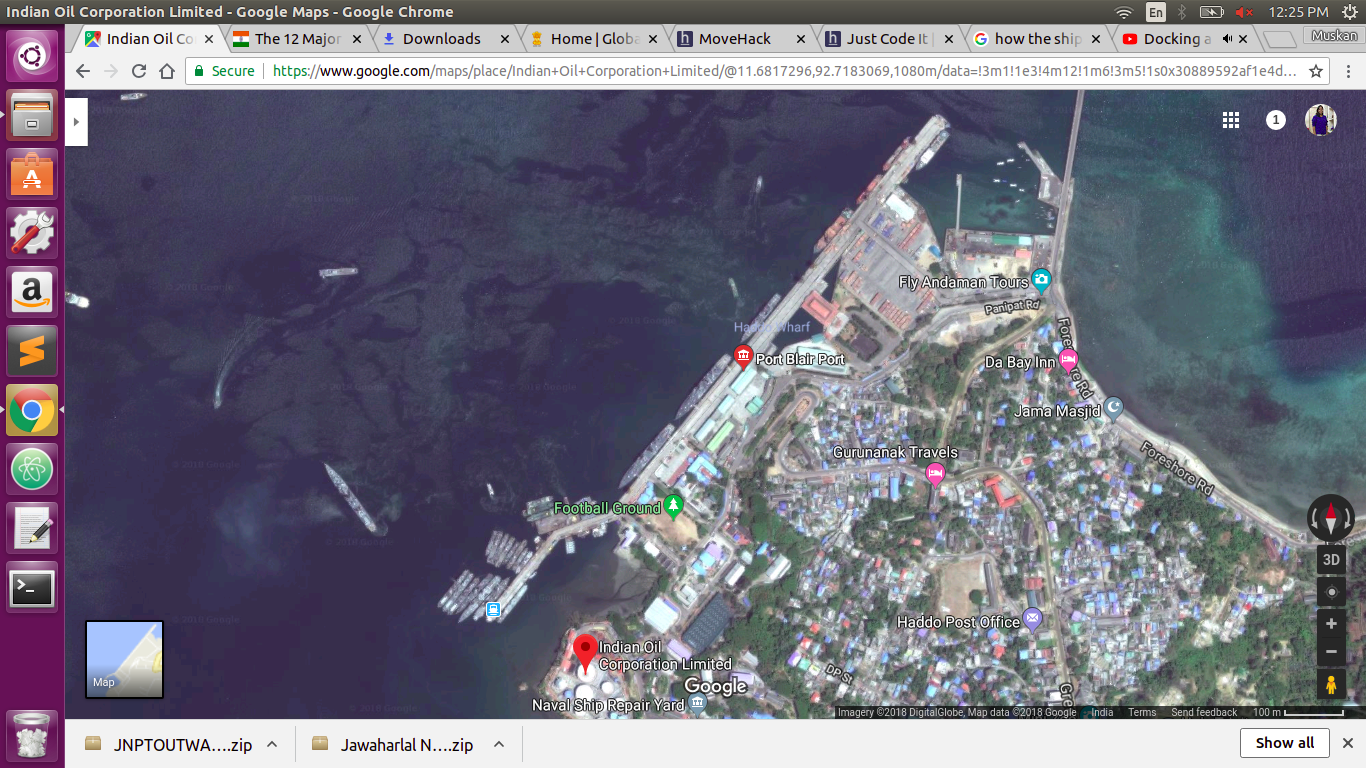 Indian Oil Corporation Limited - Google Maps - Google Chrome
En
12:25 PM
Indian Oil Co
The 12 Major
Downloads
Home | Globa
MoveHack
Just Code It |
how the ship
Docking a
Muskan
Secure
https://www.google.com/maps/place/Indian+Oil+Corporation+Limited/@11.6817296,92.7183069,1080m/data=!3m1!1e3!4m12!1m6!3m5!1s0x30889592af1e4d...
1
Fly Andaman Tours
Panipat Rd
Haddo Wharf
Port Blair Port
Foreshore Rd
Da Bay Inn
Jama Masjid
Gurunanak Travels
Foreshore Rd
Football Ground
3D
Haddo Post Office
Indian Oil
Corporation Limited
DP St
Map
Google
Naval Ship Repair Yard
Imagery ©2018 DigitalGlobe, Map data ©2018 Google
India
Terms
Send feedback
100 m
JNPTOUTWA....zip
Jawaharlal N....zip
Show all